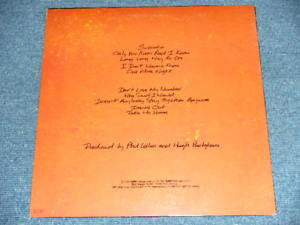 Sussudio
Only You Know And I Know
Long Long Way To Go
I Don't Wanna Know
One More Night
Don't Lose My Number
Who Said I Would
Doesn't Anybody Stay Together Anymore
Inside Out
Take Me Home
Produced by Phil Collins and Hugh Padgham